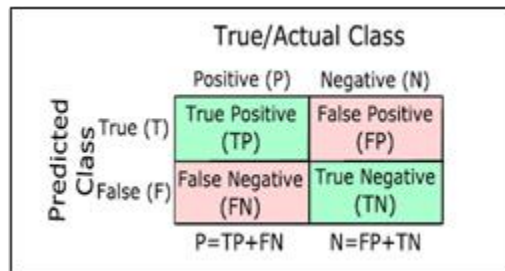 True/Actual Class
Positive (P) Negative (N)
Predicted
Class
True (T)
True Positive
(TP)
False Positive
(FP)
False (F)
False Negative
(FN)
True Negative
(TN)
P=TP+FN N=FP+TN